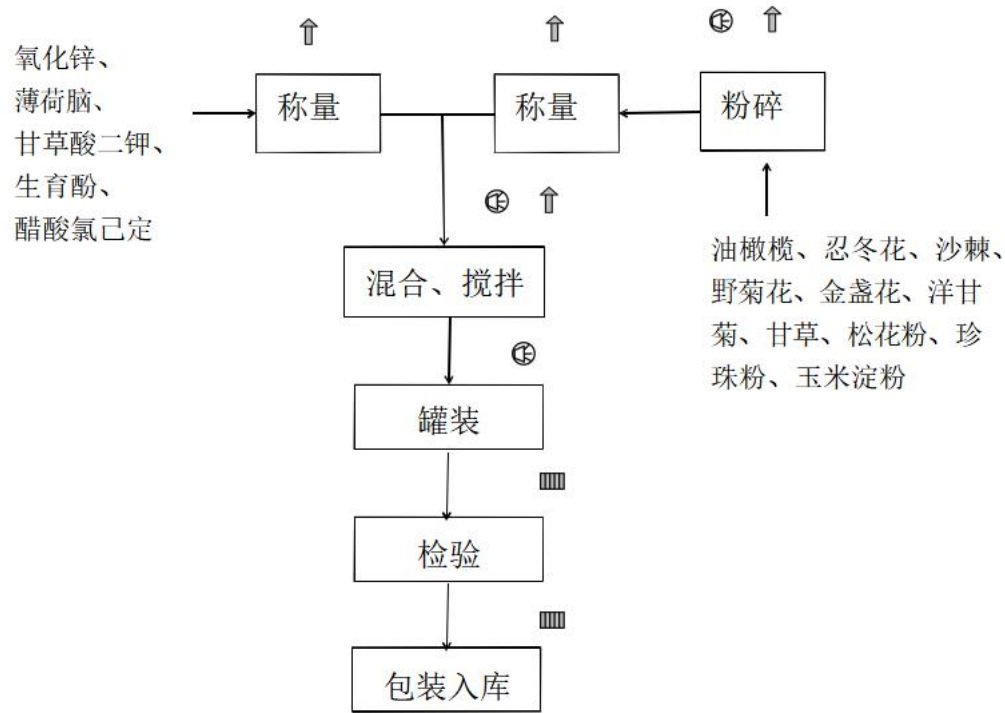 氧化锌、
薄荷脑、
甘草酸二钾、
生育酚、
醋酸氯己定
称量
称量
粉碎
油橄榄、忍冬花、沙棘、
野菊花、金盏花、洋甘
菊、甘草、松花粉、珍
珠粉、玉米淀粉
混合、搅拌
罐装
检验
包装入库